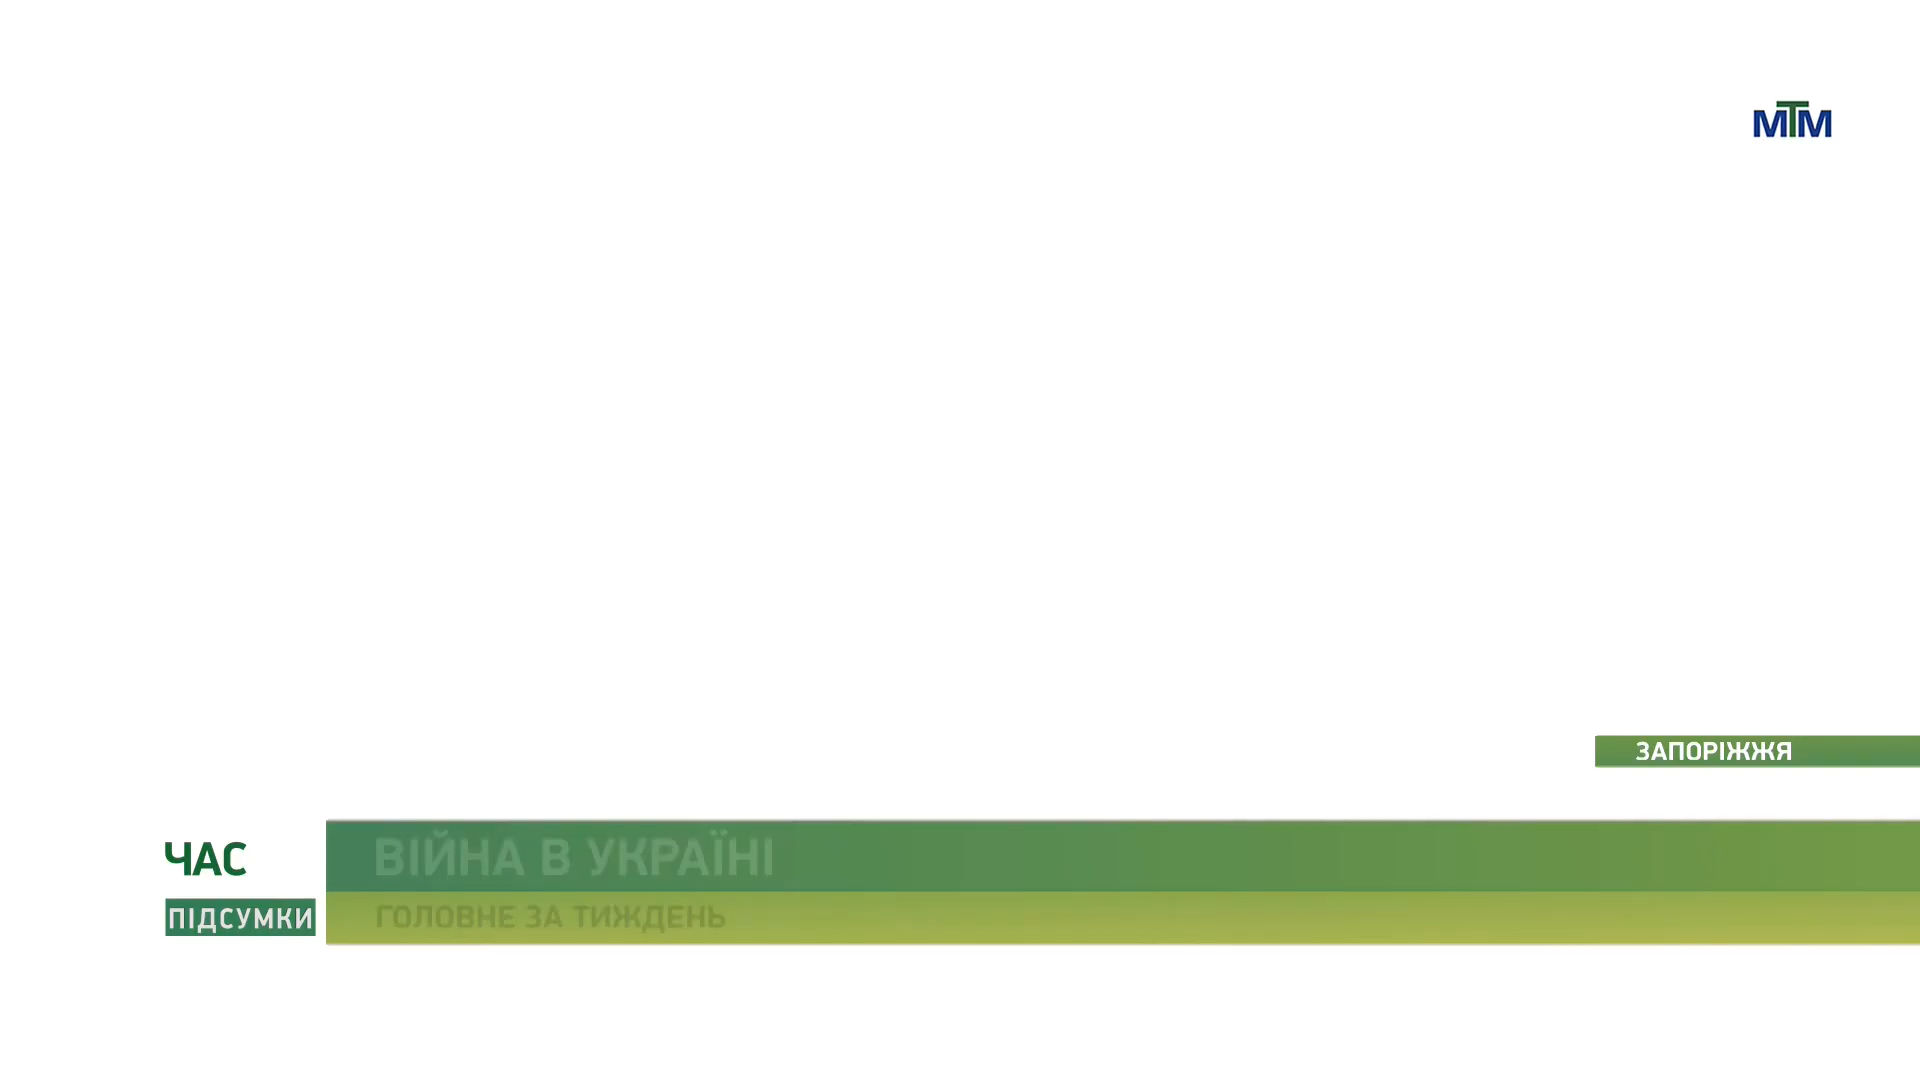 МТМ
ЗАПОРІЖЖЯ
ЧАС
ПІДСУМКИ
ВІЙНА В УКРАЇНІ
ГОЛОВНЕ ЗА ТИЖДЕНЬ